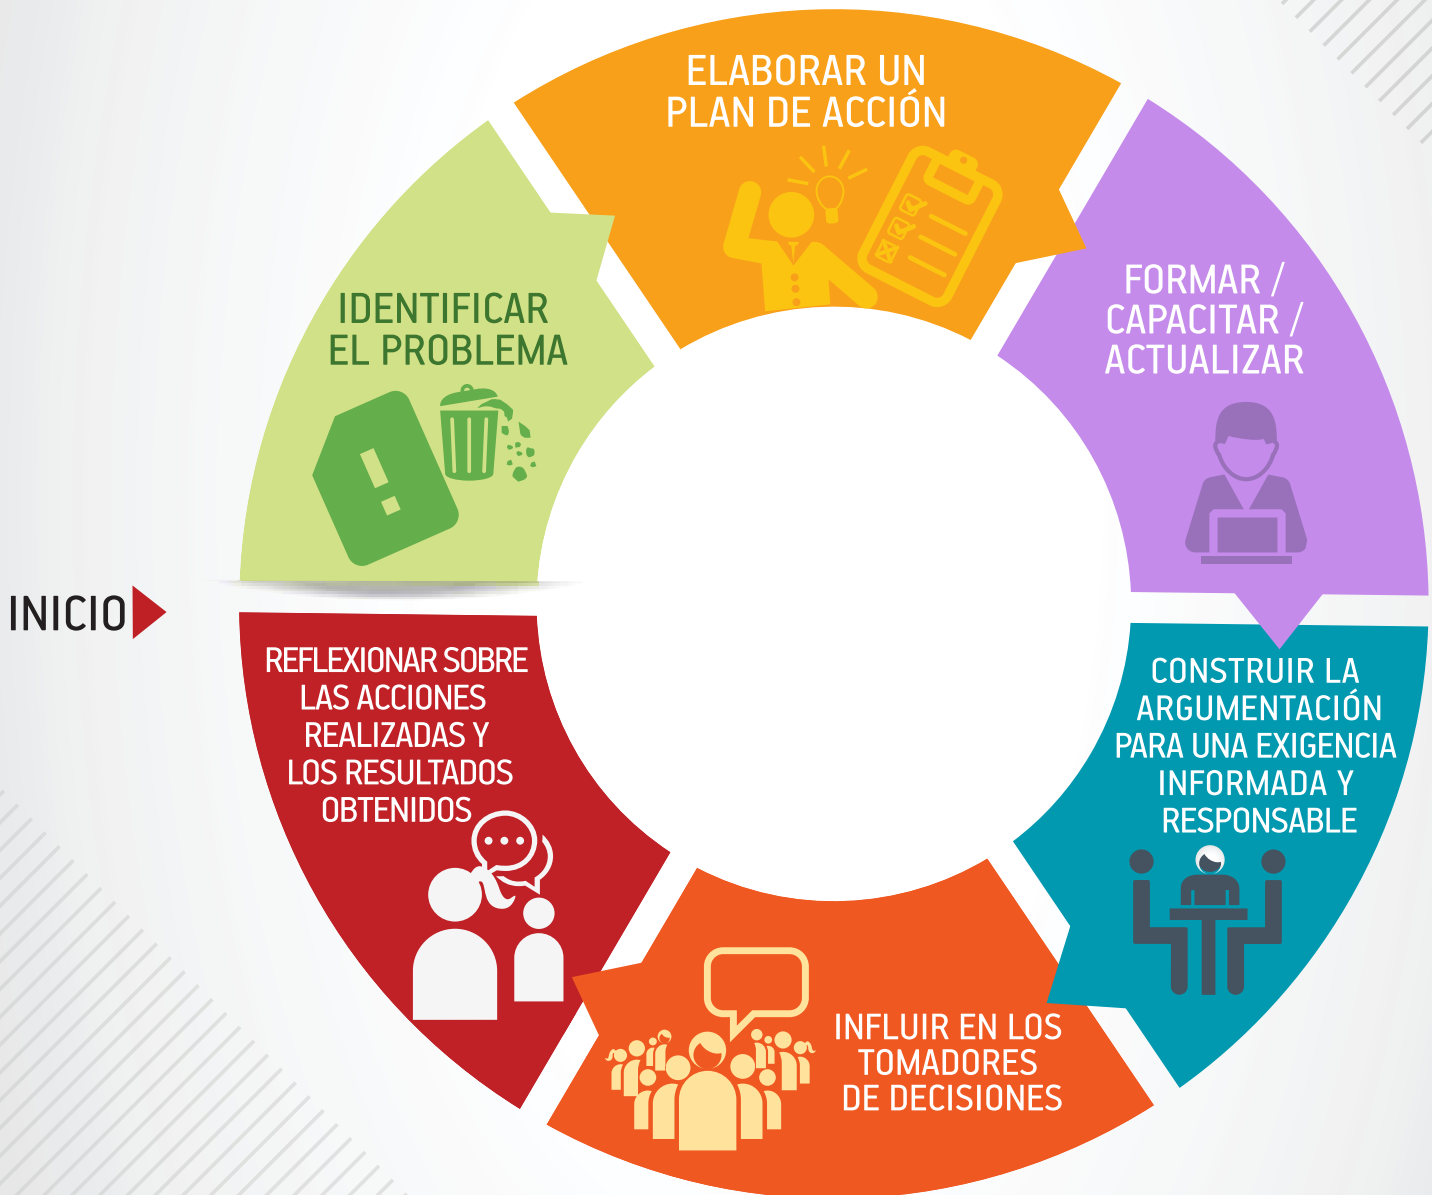 INICIO
IDENTIFICAR
EL PROBLEMA
ELABORAR UN
PLAN DE ACCIÓN
FORMAR /
CAPACITAR /
ACTUALIZAR
CONSTRUIR LA
ARGUMENTACIÓN
PARA UNA EXIGENCIA
INFORMADA Y
RESPONSABLE
INFLUIR EN LOS
TOMADORES
DE DECISIONES
REFLEXIONAR SOBRE
LAS ACCIONES
REALIZADAS Y
LOS RESULTADOS
OBTENIDOS